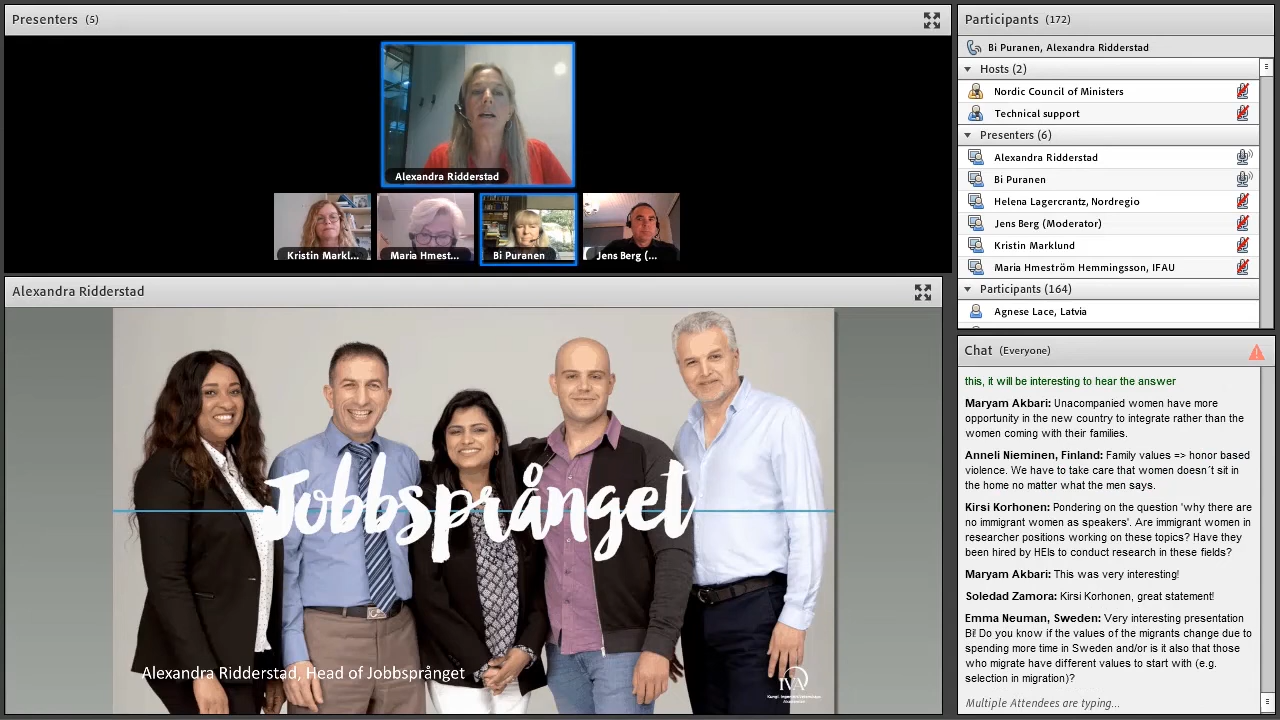 Presenters (5)
Alexandra Ridderstad
Kristin Markl...
Maria Hmest...
Bi Puranen
Jens Berg (...
Alexandra Ridderstad
Jobbsprånget
Alexandra Ridderstad, Head of Jobbsprånget
IVA
Participants (172)
Bi Puranen, Alexandra Ridderstad
Hosts (2)
Nordic Council of Ministers
Technical support
Presenters (6)
Alexandra Ridderstad
Bi Puranen
Helena Lagercrantz, Nordregio
Jens Berg (Moderator)
Kristin Marklund
Maria Hmeström Hemmingsson, IFAU
Participants (164)
Agnese Lace, Latvia
Chat (Everyone)
this, it will be interesting to hear the answer
Maryam Akbari: Unaccompanied women have more
opportunity in the new country to integrate rather than the
women coming with their families.
Anneli Nieminen, Finland: Family values => honor based
violence. We have to take care that women doesn´t sit in
the home no matter what the men says.
Kirsi Korhonen: Pondering on the question 'why there are
no immigrant women as speakers'. Are immigrant women in
researcher positions working on these topics? Have they
been hired by HEIs to conduct research in these fields?
Maryam Akbari: This was very interesting!
Soledad Zamora: Kirsi Korhonen, great statement!
Emma Neuman, Sweden: Very interesting presentation
Bi! Do you know if the values of the migrants change due to
spending more time in Sweden and/or is it also that those
who migrate have different values to start with (e.g.
selection in migration)?
Multiple Attendees are typing...